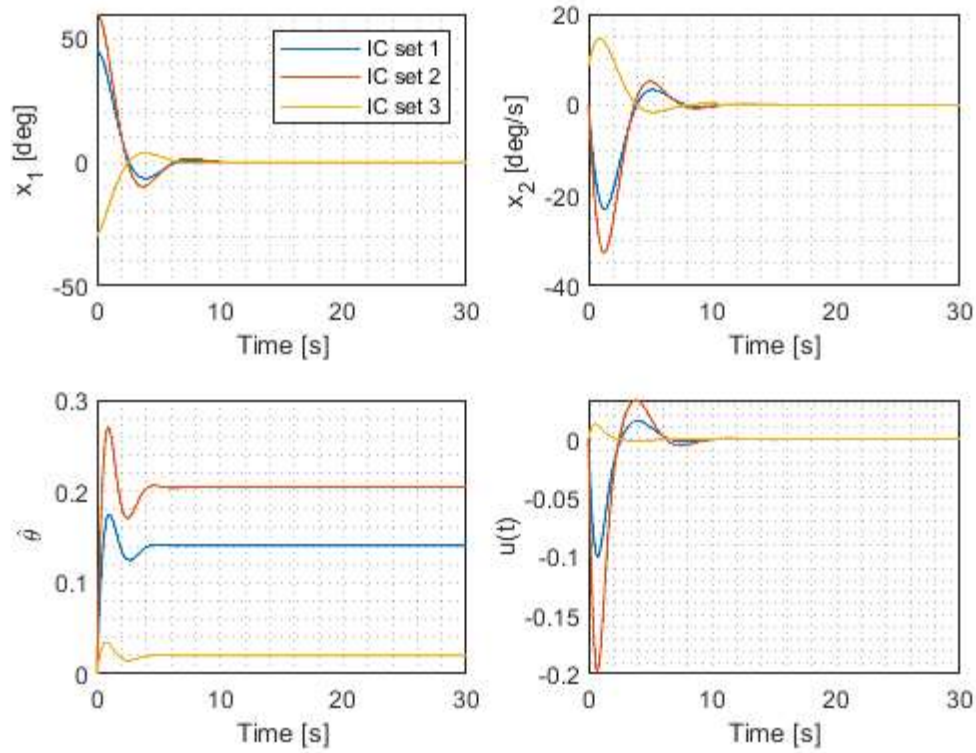 50
0
-50
x₁ [deg]
0 10 20 30
Time [s]
IC set 1
IC set 2
IC set 3
20
0
-20
-40
x₂ [deg/s]
0 10 20 30
Time [s]
0.3
0.2
0.1
0
θ̂
0 10 20 30
Time [s]
0
-0.05
-0.1
-0.15
-0.2
u(t)
0 10 20 30
Time [s]